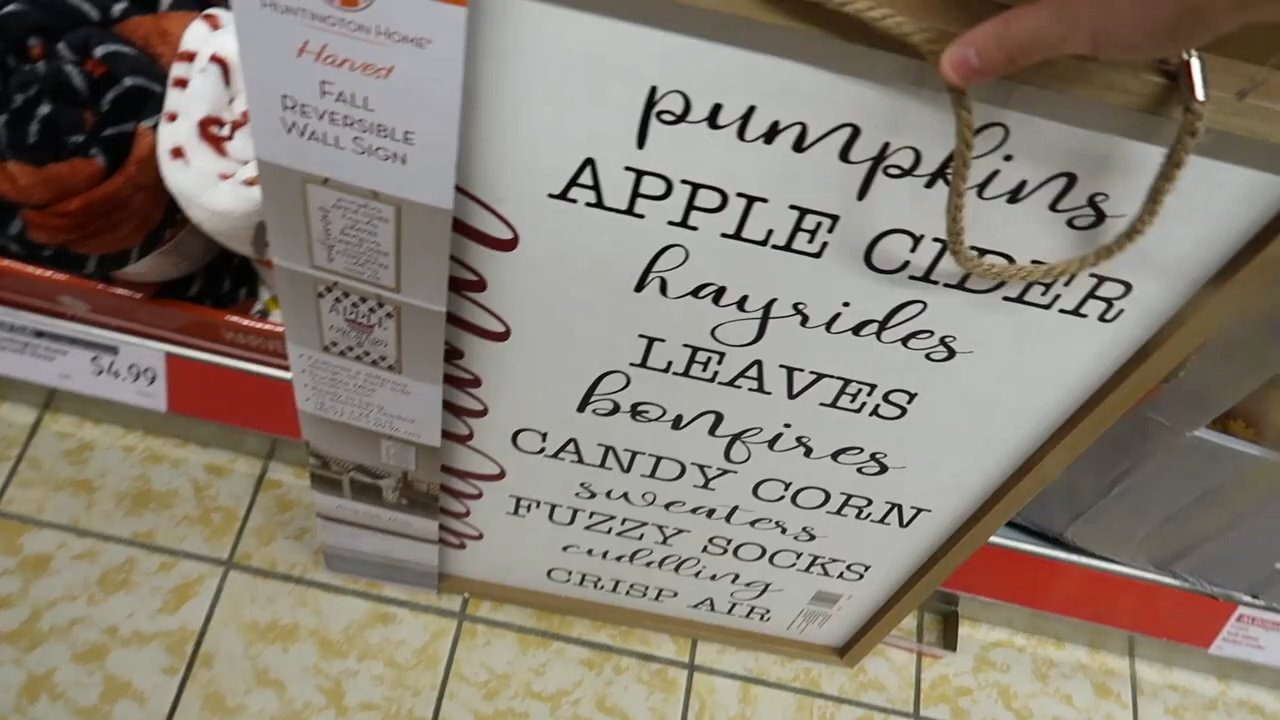 HUNTINGTON HOME
Harvest
FALL
REVERSIBLE
WALL SIGN
pumpkins
APPLE CIDER
hayrides
LEAVES
bonfires
CANDY CORN
sweaters
FUZZY SOCKS
cuddling
CRISP AIR
autumn
$4.99